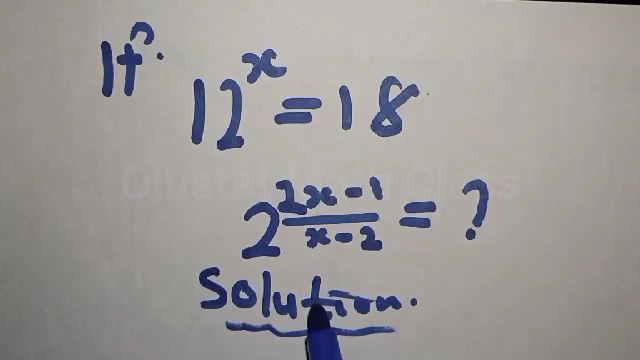 If
12^x = 18
2^((2x-1)/(x-2)) = ?
Solution.